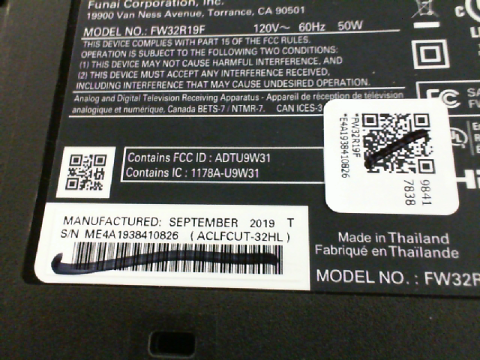 Funai Corporation, Inc.
19900 Van Ness Avenue, Torrance, CA 90501
MODEL NO.: FW32R19F 120V～ 60Hz 50W
THIS DEVICE COMPLIES WITH PART 15 OF THE FCC RULES.
OPERATION IS SUBJECT TO THE FOLLOWING TWO CONDITIONS:
(1) THIS DEVICE MAY NOT CAUSE HARMFUL INTERFERENCE, AND
(2) THIS DEVICE MUST ACCEPT ANY INTERFERENCE RECEIVED,
INCLUDING INTERFERENCE THAT MAY CAUSE UNDESIRED OPERATION.
Analog and Digital Television Receiving Apparatus - Appareil de réception de télévision
analogique et numérique, Canada BETS-7 / NTMR-7. CAN ICES-3
*FW32R19F
*E4A1938410826
9841
7838
FC
Contains FCC ID : ADTU9W31
Contains IC : 1178A-U9W31
MANUFACTURED: SEPTEMBER 2019 T
S/N ME4A1938410826 (ACLFCUT-32HL)
Made in Thailand
Fabriqué en Thaïlande
MODEL NO. : FW32R